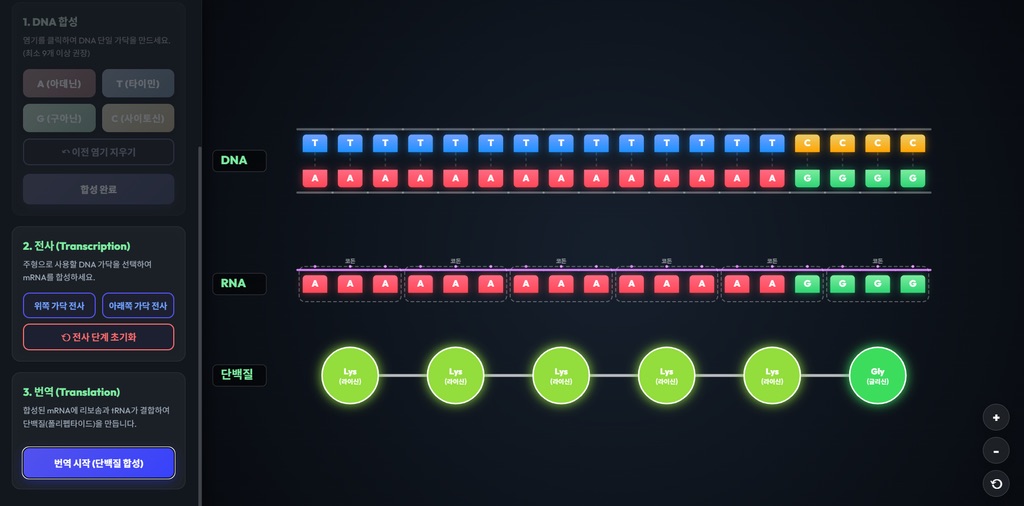 1. DNA 합성
염기를 클릭하여 DNA 단일 가닥을 만드세요.
(최소 9개 이상 권장)
A (아데닌) T (타이민)
G (구아닌) C (사이토신)
이전 염기 지우기
합성 완료
2. 전사 (Transcription)
주형으로 사용할 DNA 가닥을 선택하여
mRNA를 합성하세요.
위쪽 가닥 전사 아래쪽 가닥 전사
전사 단계 초기화
3. 번역 (Translation)
합성된 mRNA에 리보솜과 tRNA가 결합하여
단백질(폴리펩타이드)을 만듭니다.
번역 시작 (단백질 합성)
DNA
T T T T T T T T T T T T T T C C C C
A A A A A A A A A A A A A A G G G G
RNA
코돈 코돈 코돈 코돈 코돈 코돈
A A A A A A A A A A A A A A G G G G
단백질
Lys Lys Lys Lys Lys Gly
(라이신) (라이신) (라이신) (라이신) (라이신) (글리신)
+
-